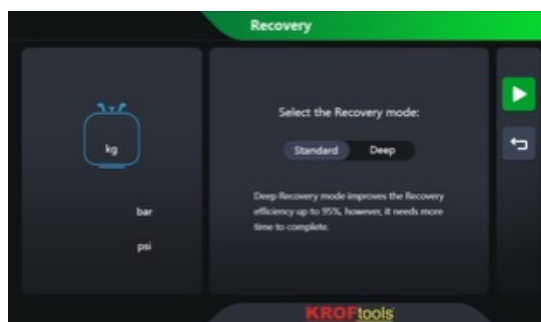 Recovery
kg
bar
psi
Select the Recovery mode:
Standard Deep
Deep Recovery mode improves the Recovery
efficiency up to 95%, however, it needs more
time to complete.
KROFtools